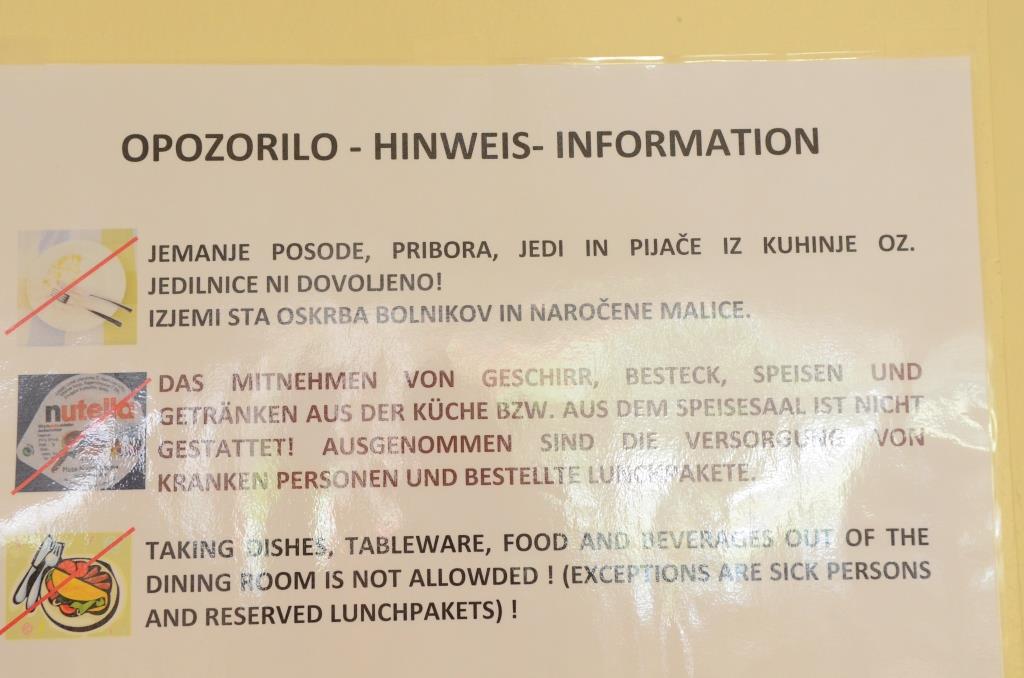 OPOZORILO - HINWEIS- INFORMATION
JEMANJE POSODE, PRIBORA, JEDI IN PIJAČE IZ KUHINJE OZ.
JEDILNICE NI DOVOLJENO!
IZJEMI STA OSKRBA BOLNIKOV IN NAROČENE MALICE.
nutella
DAS MITNEHMEN VON GESCHIRR, BESTECK, SPEISEN UND
GETRÄNKEN AUS DER KÜCHE BZW. AUS DEM SPEISESAAL IST NICHT
GESTATTET! AUSGENOMMEN SIND DIE VERSORGUNG VON
KRANKEN PERSONEN UND BESTELLTE LUNCHPAKETE.
TAKING DISHES, TABLEWARE, FOOD AND BEVERAGES OUT OF THE
DINING ROOM IS NOT ALLOWDED ! (EXCEPTIONS ARE SICK PERSONS
AND RESERVED LUNCHPAKETS) !